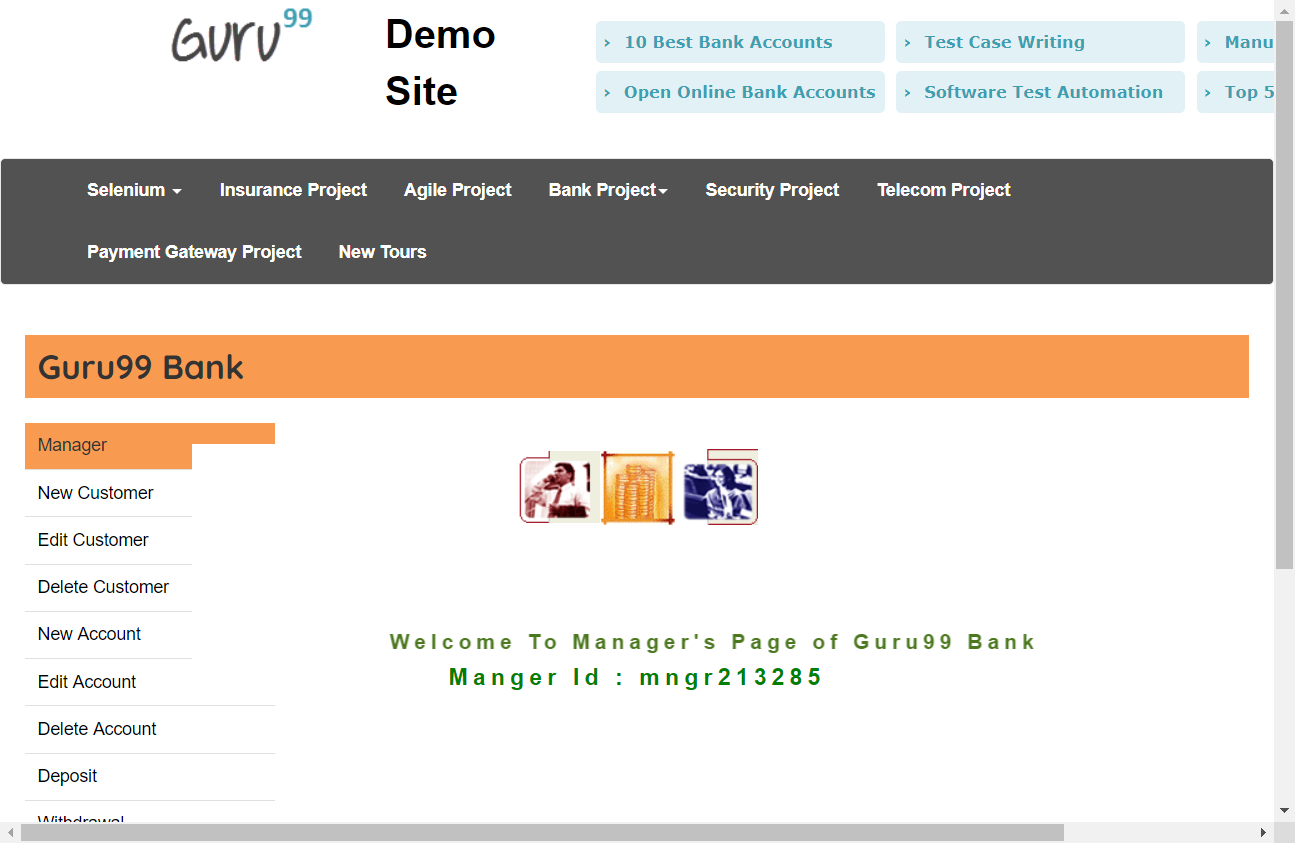 Guru99
Demo
Site
› 10 Best Bank Accounts
› Test Case Writing
› Manu
› Open Online Bank Accounts
› Software Test Automation
› Top 5
Selenium
Insurance Project
Agile Project
Bank Project
Security Project
Telecom Project
Payment Gateway Project
New Tours
Guru99 Bank
Manager
New Customer
Edit Customer
Delete Customer
New Account
Edit Account
Delete Account
Deposit
Withdrawal
Welcome To Manager's Page of Guru99 Bank
Manger Id : mngr213285